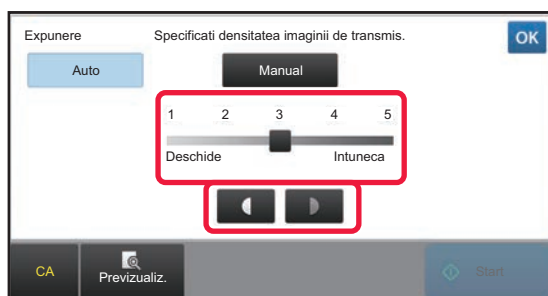 Expunere Specificati densitatea imaginii de transmis. OK
Auto Manual
1 2 3 4 5
Deschide Intuneca
CA Previzualiz. Start